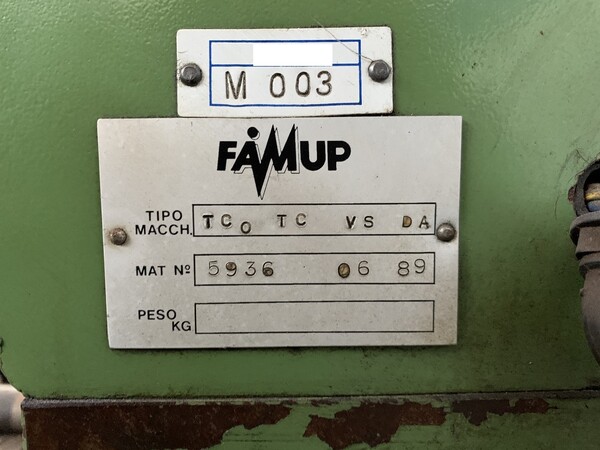 M 003
FAMUP
TIPO MACCH. TCO TC VS DA
MAT Nº 5936 06 89
PESO KG